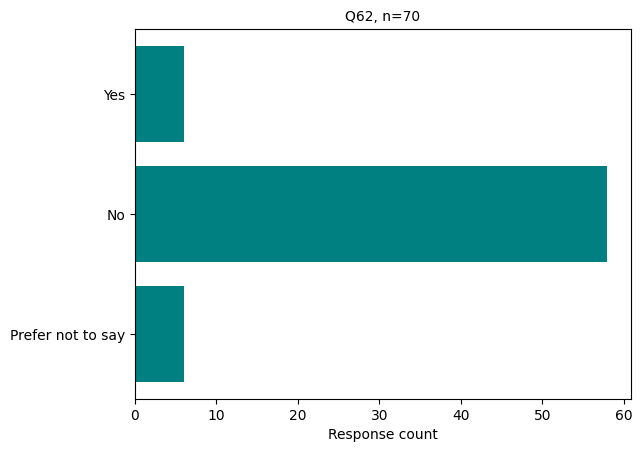 Q62, n=70
Yes
No
Prefer not to say
0 10 20 30 40 50 60
Response count